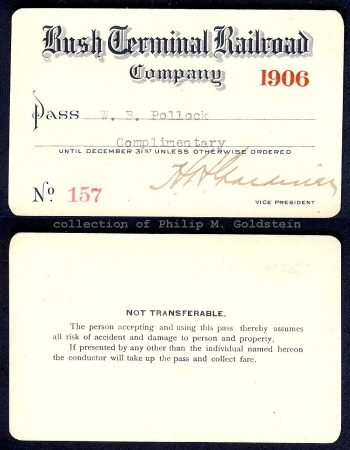 Bush Terminal Railroad
Company 1906
Pass W. E. Pollock
Complimentary
UNTIL DECEMBER 31ST UNLESS OTHERWISE ORDERED
No. 157
VICE PRESIDENT
collection of Philip M. Goldstein
NOT TRANSFERABLE.
The person accepting and using this pass thereby assumes
all risk of accident and damage to person and property.
If presented by any other than the individual named hereon
the conductor will take up the pass and collect fare.